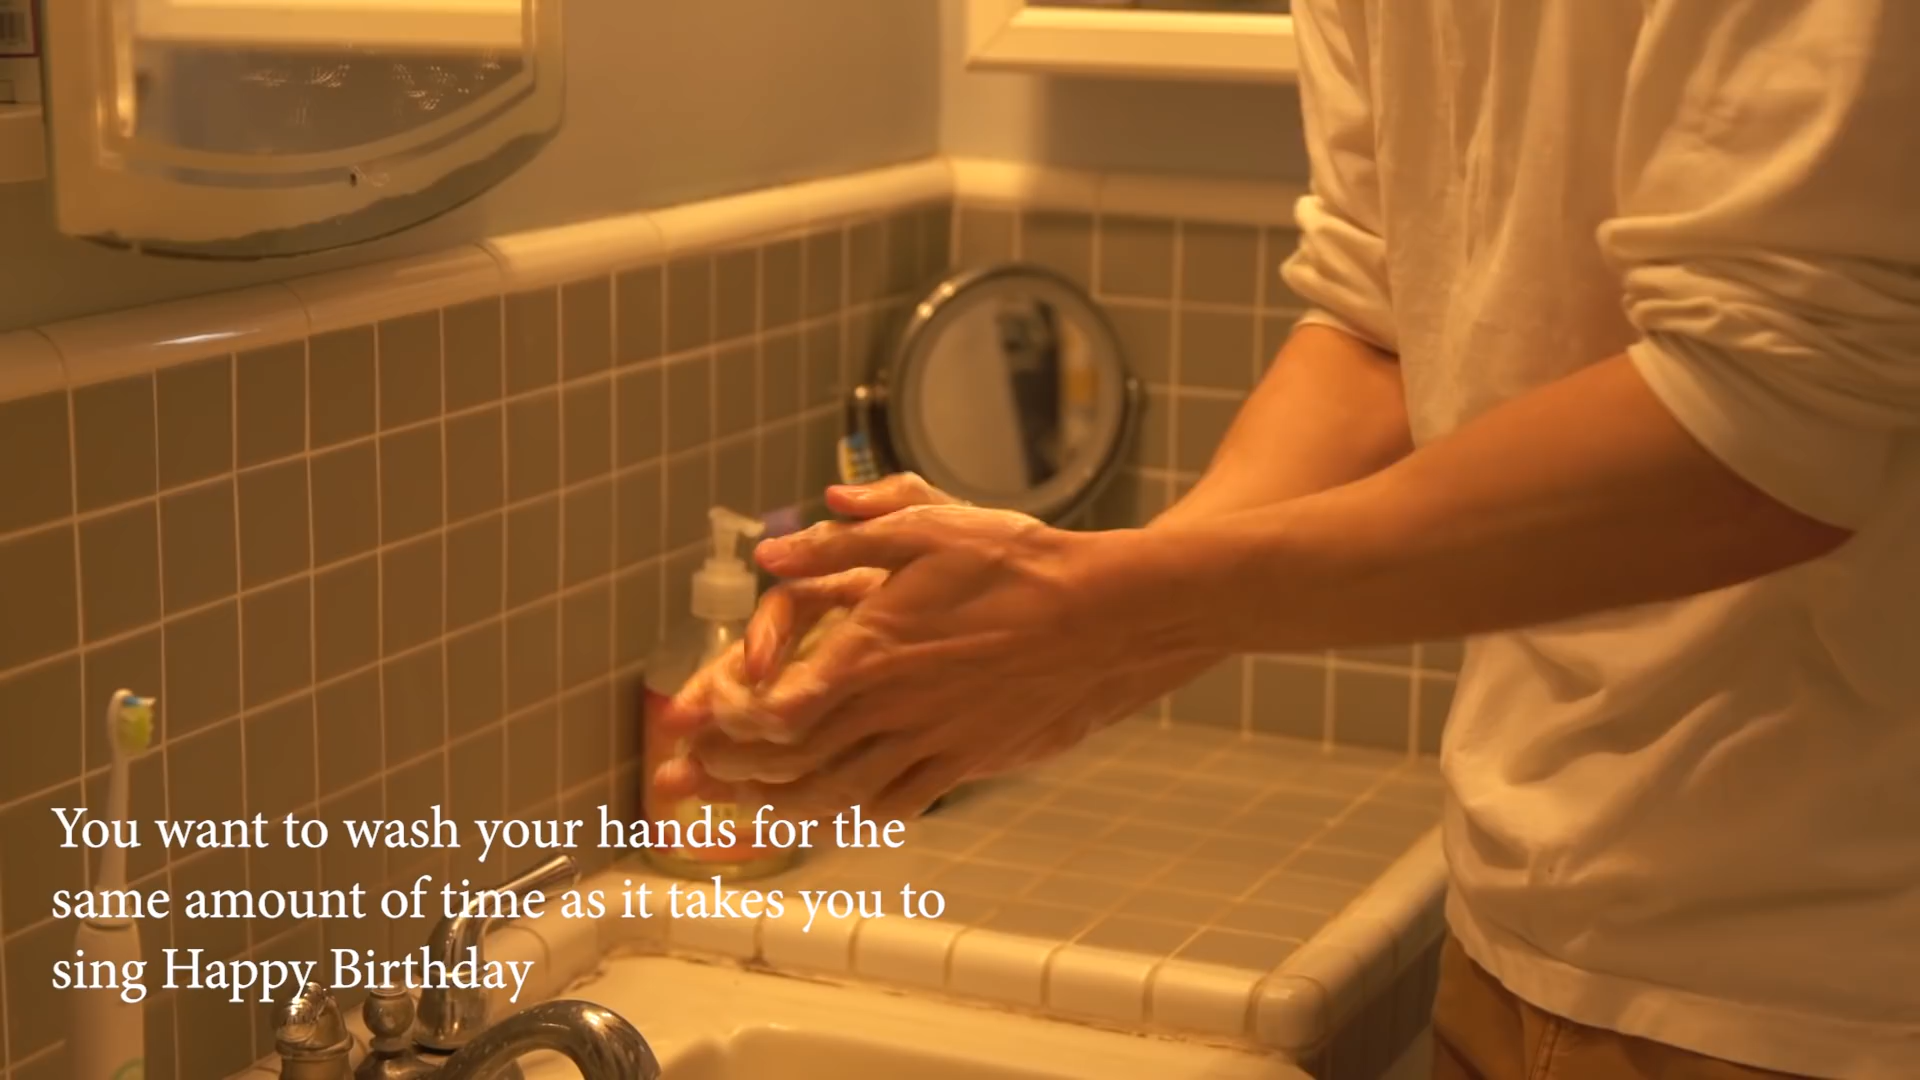 You want to wash your hands for the
same amount of time as it takes you to
sing Happy Birthday